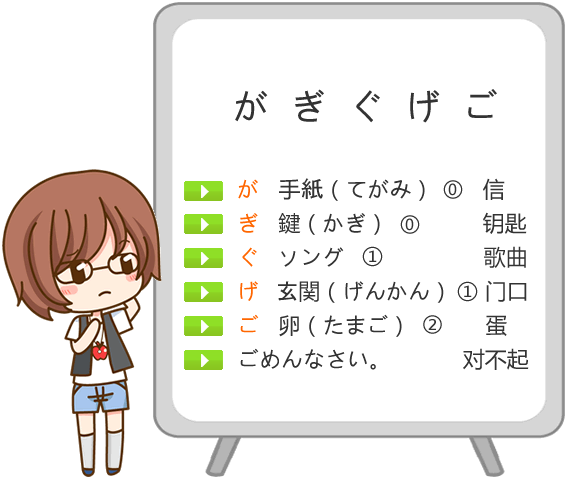 が ぎ ぐ げ ご
が 手紙(てがみ) ⓪ 信
ぎ 鍵(かぎ) ⓪ 钥匙
ぐ ソング ① 歌曲
げ 玄関(げんかん) ① 门口
ご 卵(たまご) ② 蛋
ごめんなさい。 对不起